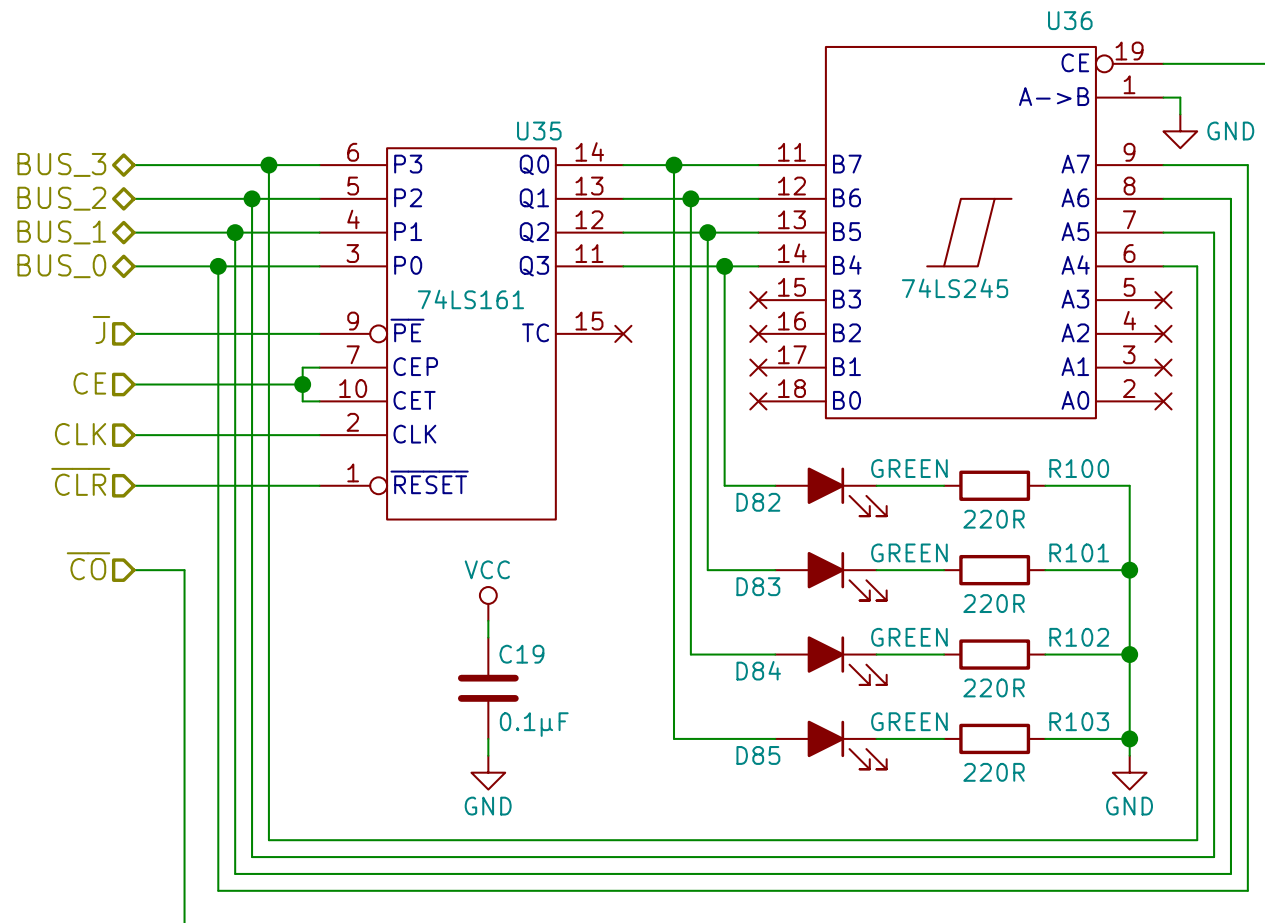 U36
CE 19
A->B 1
GND
U35
BUS_3 6 P3 Q0 14 11 B7 A7 9
BUS_2 5 P2 Q1 13 12 B6 A6 8
BUS_1 4 P1 Q2 12 13 B5 A5 7
BUS_0 3 P0 Q3 11 14 B4 A4 6
74LS161 74LS245
15 B3 A3 5
J 9 PE TC 15 16 B2 A2 4
7 CEP 17 B1 A1 3
CE
10 CET 18 B0 A0 2
CLK 2 CLK
CLR 1 RESET
D82 GREEN R100
220R
CO
D83 GREEN R101
220R
VCC
C19
0.1µF
GND
D84 GREEN R102
220R
D85 GREEN R103
220R
GND